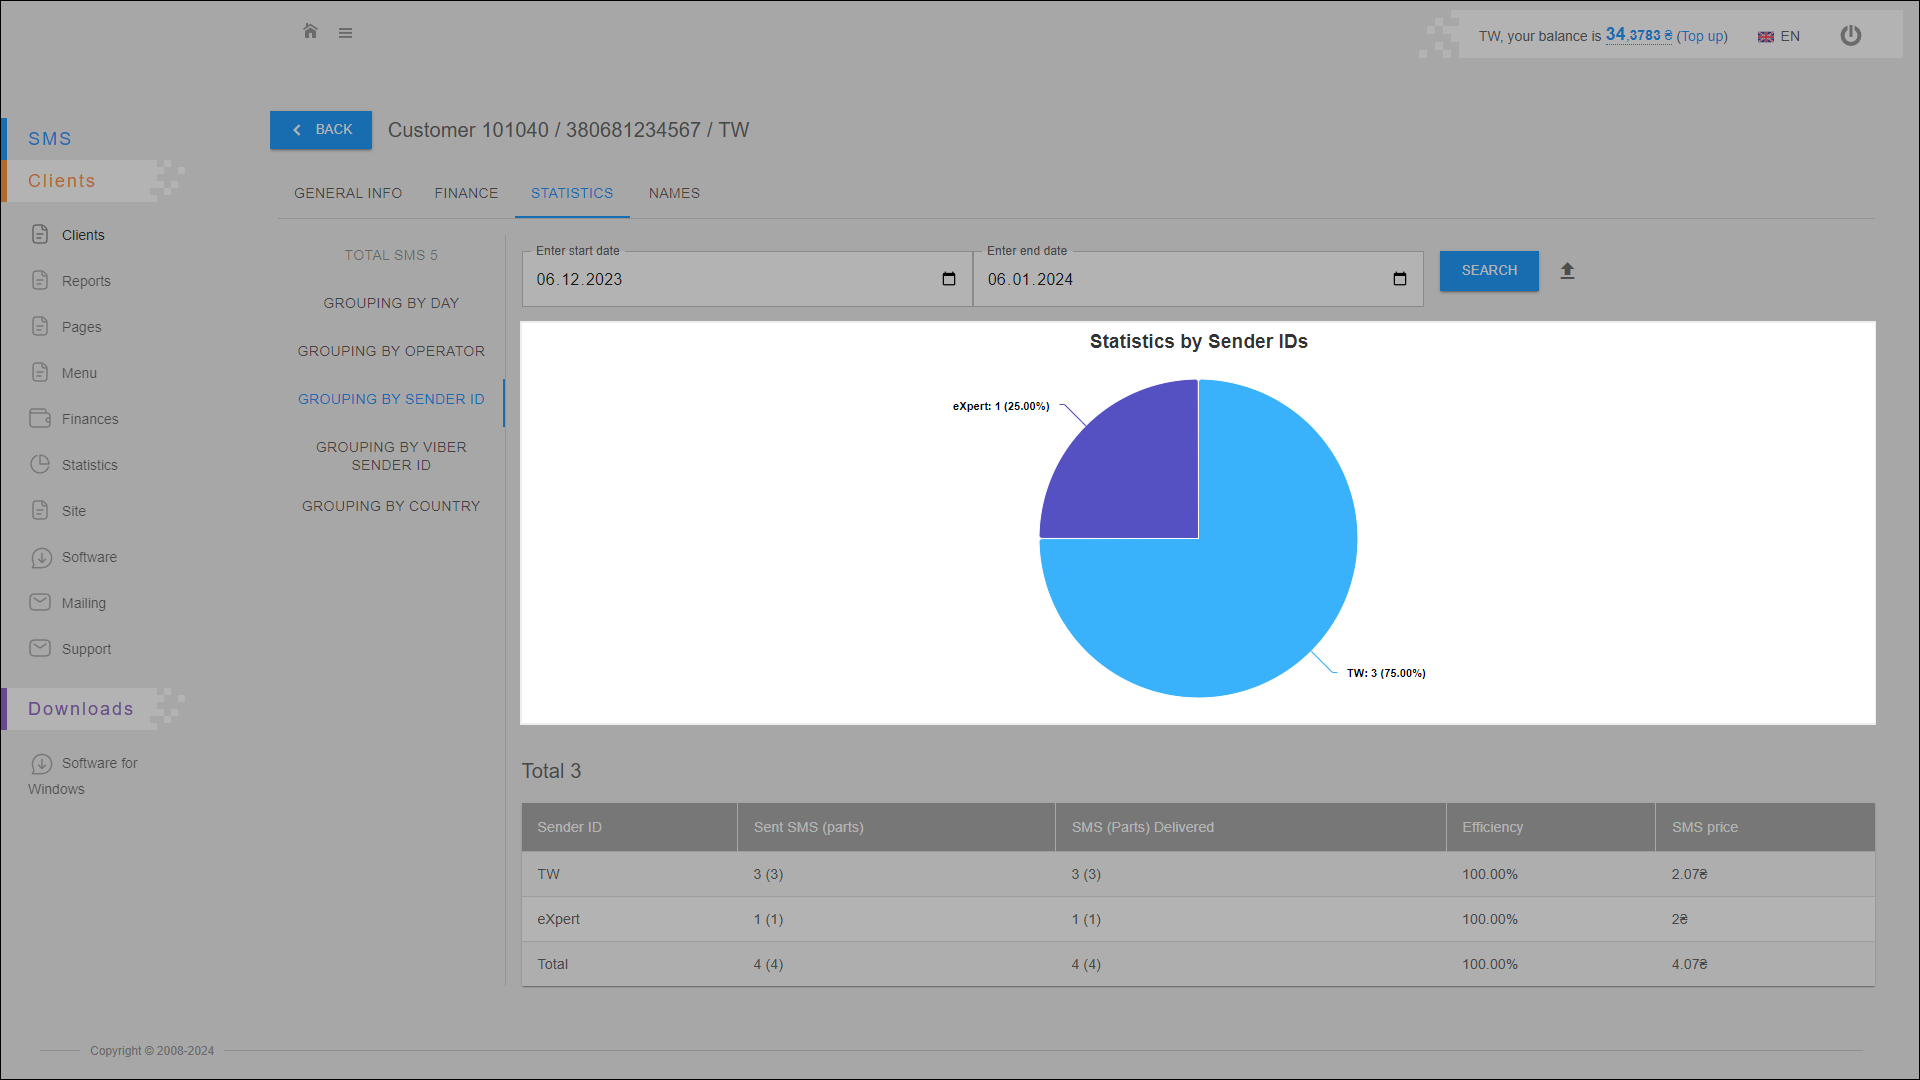 TW, your balance is 34.3783 ₴ (Top up)
EN
BACK
Customer 101040 / 380681234567 / TW
SMS
Clients
Clients
Reports
Pages
Menu
Finances
Statistics
Site
Software
Mailing
Support
Downloads
Software for
Windows
GENERAL INFO
FINANCE
STATISTICS
NAMES
TOTAL SMS 5
GROUPING BY DAY
GROUPING BY OPERATOR
GROUPING BY SENDER ID
GROUPING BY VIBER
SENDER ID
GROUPING BY COUNTRY
Enter start date
06.12.2023
Enter end date
06.01.2024
SEARCH
Statistics by Sender IDs
eXpert: 1 (25.00%)
TW: 3 (75.00%)
Total 3
Sender ID Sent SMS (parts) SMS (Parts) Delivered Efficiency SMS price
TW 3 (3) 3 (3) 100.00% 2.07₴
eXpert 1 (1) 1 (1) 100.00% 2₴
Total 4 (4) 4 (4) 100.00% 4.07₴
Copyright © 2008-2024